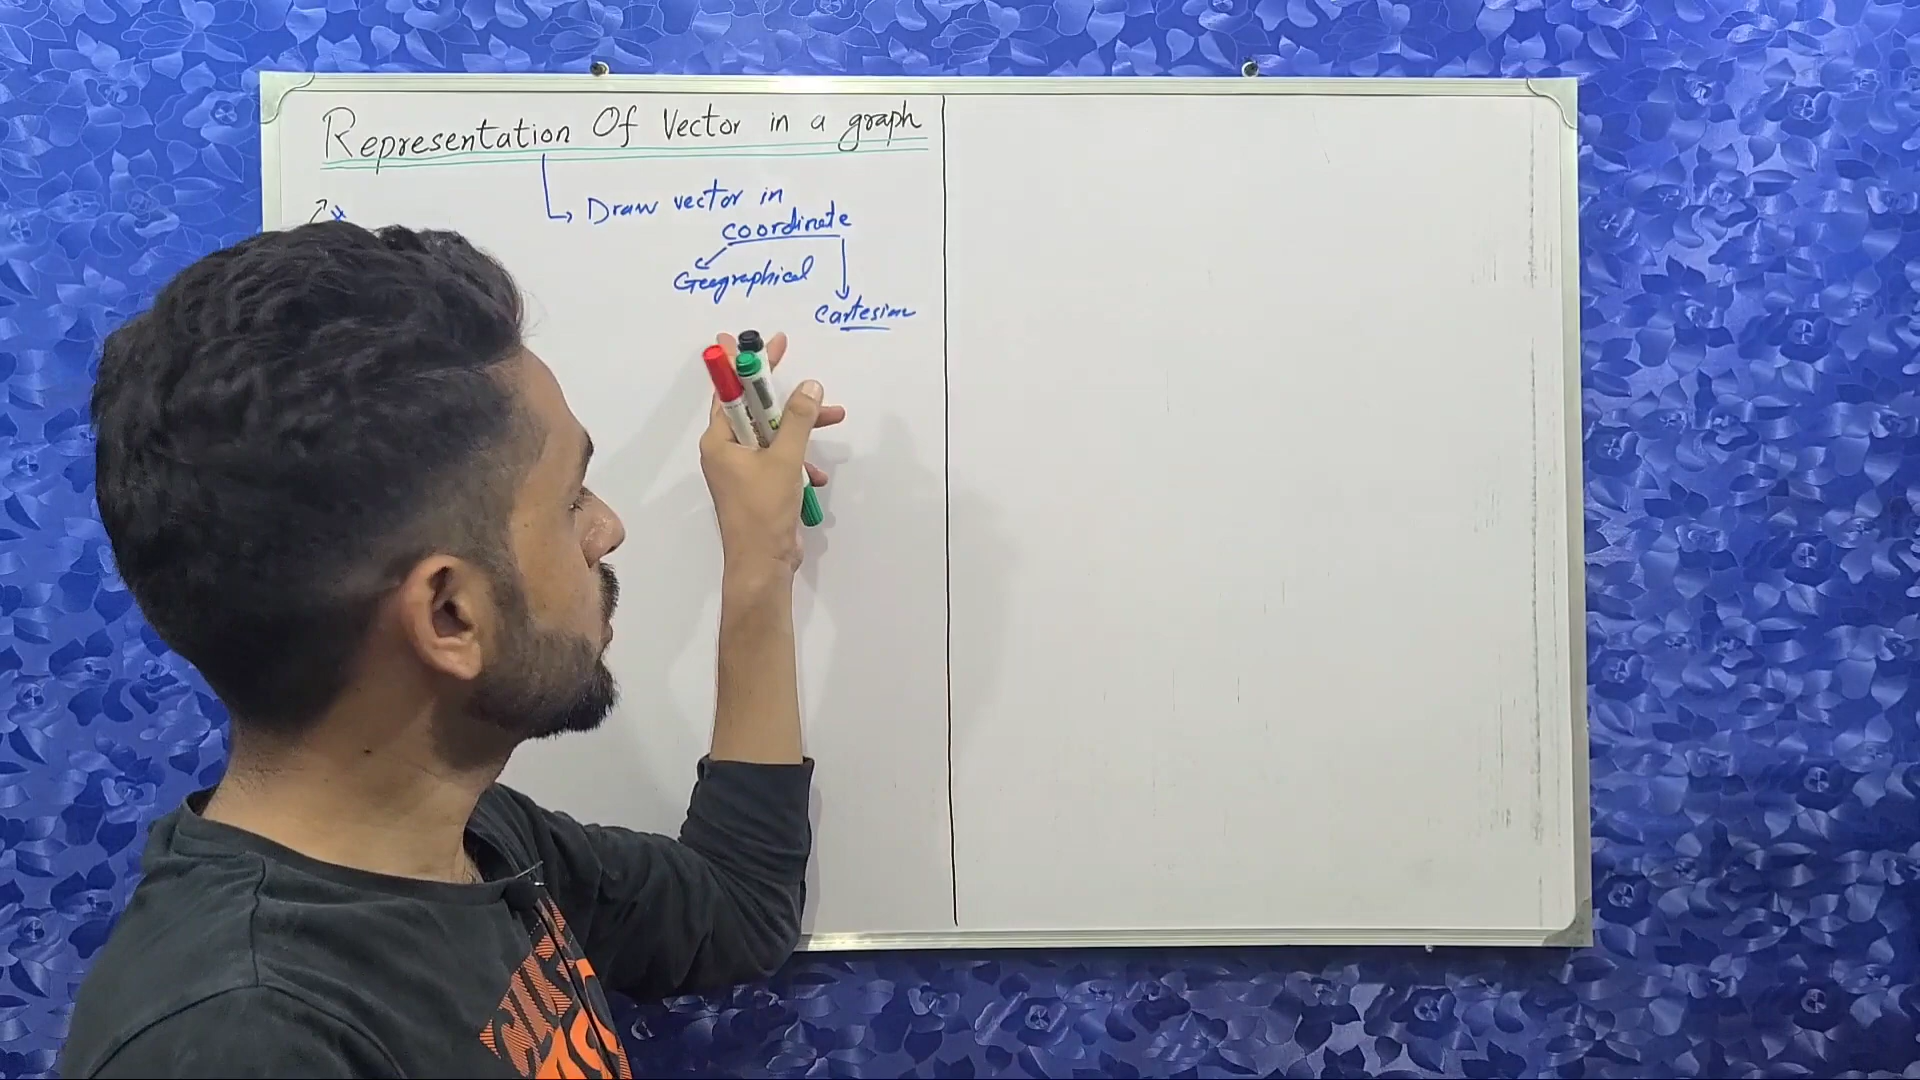 Representation Of Vector in a graph
Draw vector in
coordinate
Geographical
Cartesian